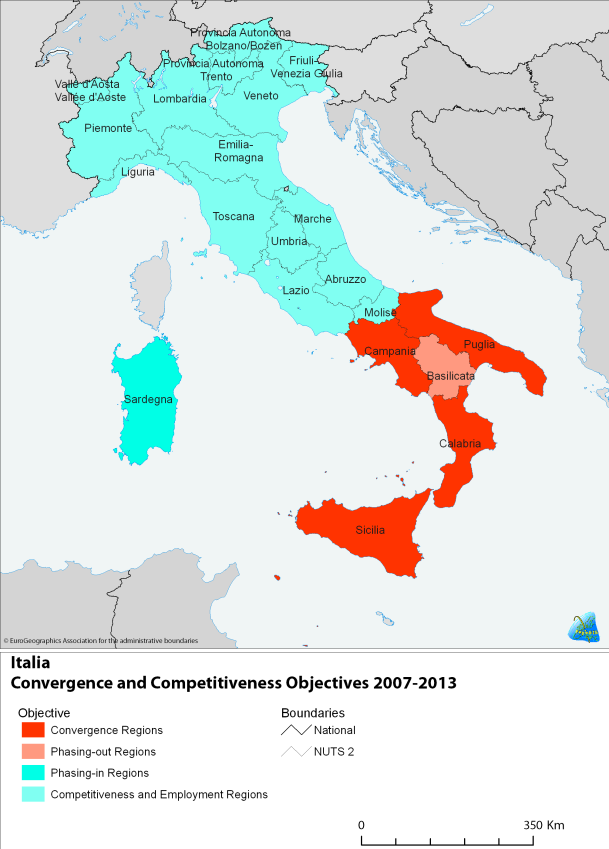 Provincia Autonoma
Bolzano/Bozen
Friuli-
Venezia Giulia
Provincia Autonoma
Trento
Valle d'Aosta
Vallée d'Aoste
Lombardia
Veneto
Piemonte
Emilia-
Romagna
Liguria
Toscana
Marche
Umbria
Abruzzo
Lazio
Molise
Puglia
Campania
Basilicata
Sardegna
Calabria
Sicilia
© EuroGeographics Association for the administrative boundaries
Italia
Convergence and Competitiveness Objectives 2007-2013
Objective
Convergence Regions
Phasing-out Regions
Phasing-in Regions
Competitiveness and Employment Regions
Boundaries
National
NUTS 2
0 350 Km